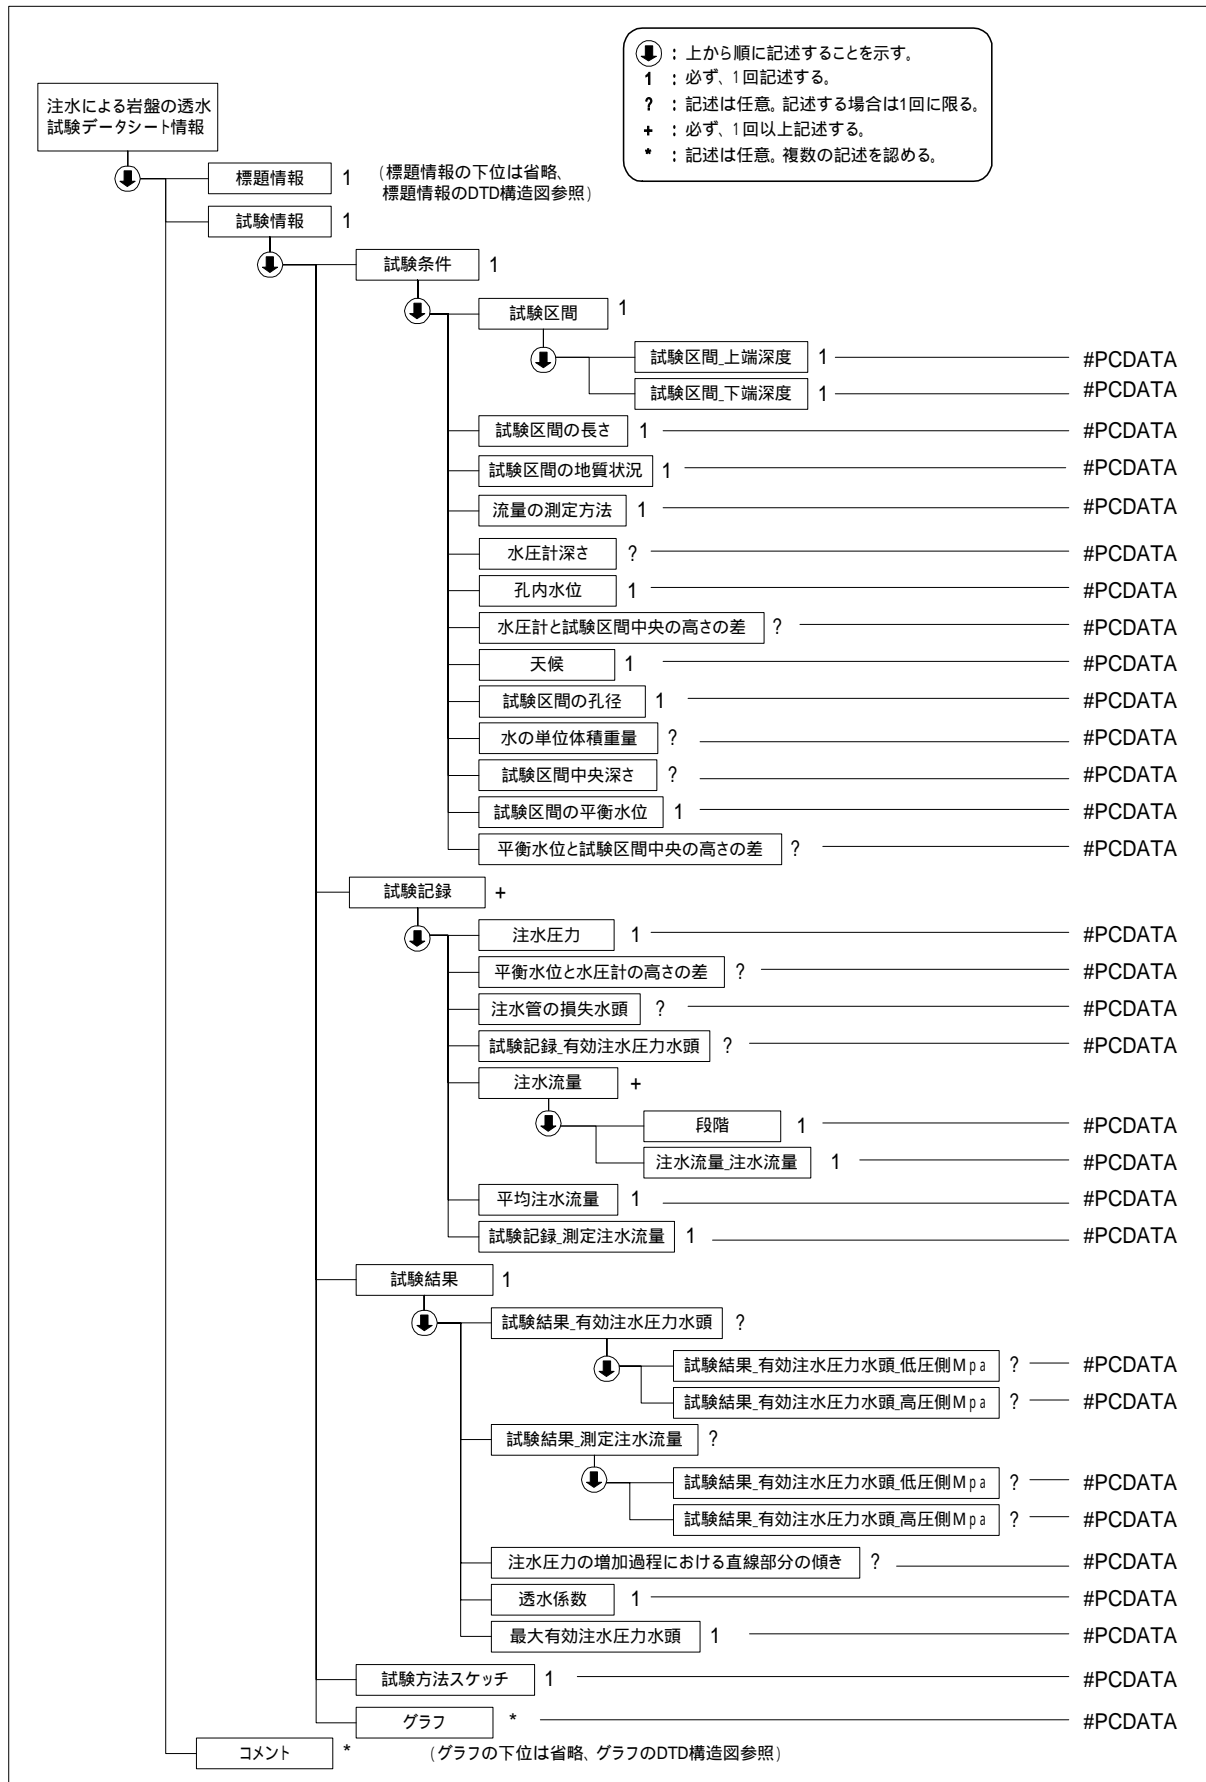 ：上から順に記述することを示す。
1 ：必ず、1回記述する。
? ：記述は任意。記述する場合は1回に限る。
+ ：必ず、1回以上記述する。
* ：記述は任意。複数の記述を認める。
注水による岩盤の透水
試験データシート情報
標題情報 1 (標題情報の下位は省略、
標題情報のDTD構造図参照)
試験情報 1
試験条件 1
試験区間 1
試験区間_上端深度 1 #PCDATA
試験区間_下端深度 1 #PCDATA
試験区間の長さ 1 #PCDATA
試験区間の地質状況 1 #PCDATA
流量の測定方法 1 #PCDATA
水圧計深さ ? #PCDATA
孔内水位 1 #PCDATA
水圧計と試験区間中央の高さの差 ? #PCDATA
天候 1 #PCDATA
試験区間の孔径 1 #PCDATA
水の単位体積重量 ? #PCDATA
試験区間中央深さ ? #PCDATA
試験区間の平衡水位 1 #PCDATA
平衡水位と試験区間中央の高さの差 ? #PCDATA
試験記録 +
注水圧力 1 #PCDATA
平衡水位と水圧計の高さの差 ? #PCDATA
注水管の損失水頭 ? #PCDATA
試験記録_有効注水圧力水頭 ? #PCDATA
注水流量 +
段階 1 #PCDATA
注水流量_注水流量 1 #PCDATA
平均注水流量 1 #PCDATA
試験記録_測定注水流量 1 #PCDATA
試験結果 1
試験結果_有効注水圧力水頭 ?
試験結果_有効注水圧力水頭_低圧側Mpa ? #PCDATA
試験結果_有効注水圧力水頭_高圧側Mpa ? #PCDATA
試験結果_測定注水流量 ?
試験結果_有効注水圧力水頭_低圧側Mpa ? #PCDATA
試験結果_有効注水圧力水頭_高圧側Mpa ? #PCDATA
注水圧力の増加過程における直線部分の傾き ? #PCDATA
透水係数 1 #PCDATA
最大有効注水圧力水頭 1 #PCDATA
試験方法スケッチ 1 #PCDATA
グラフ * #PCDATA
コメント * (グラフの下位は省略、グラフのDTD構造図参照)